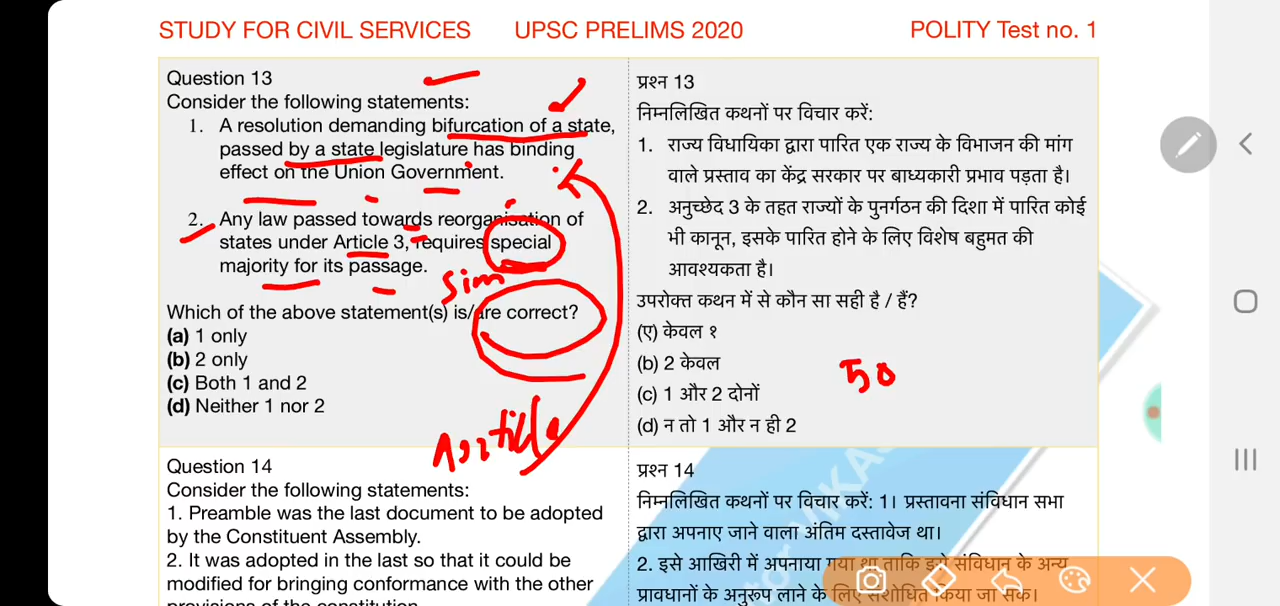 STUDY FOR CIVIL SERVICES UPSC PRELIMS 2020 POLITY Test no. 1
Question 13
Consider the following statements:
1. A resolution demanding bifurcation of a state,
passed by a state legislature has binding
effect on the Union Government.
2. Any law passed towards reorganisation of
states under Article 3, requires special
majority for its passage.
Sim
Which of the above statement(s) is/are correct?
(a) 1 only
(b) 2 only
(c) Both 1 and 2
(d) Neither 1 nor 2
Article
प्रश्न 13
निम्नलिखित कथनों पर विचार करें:
1. राज्य विधायिका द्वारा पारित एक राज्य के विभाजन की मांग
वाले प्रस्ताव का केंद्र सरकार पर बाध्यकारी प्रभाव पड़ता है।
2. अनुच्छेद 3 के तहत राज्यों के पुनर्गठन की दिशा में पारित कोई
भी कानून, इसके पारित होने के लिए विशेष बहुमत की
आवश्यकता है।
उपरोक्त कथन में से कौन सा सही है / हैं?
(ए) केवल १
(b) 2 केवल
(c) 1 और 2 दोनों
(d) न तो 1 और न ही 2
50
Question 14
Consider the following statements:
1. Preamble was the last document to be adopted
by the Constituent Assembly.
2. It was adopted in the last so that it could be
modified for bringing conformance with the other
provisions of the constitution.
प्रश्न 14
निम्नलिखित कथनों पर विचार करें: 1। प्रस्तावना संविधान सभा
द्वारा अपनाए जाने वाला अंतिम दस्तावेज था।
2. इसे आखिरी में अपनाया गया था ताकि इसे संविधान के अन्य
प्रावधानों के अनुरूप लाने के लिए संशोधित किया जा सके।